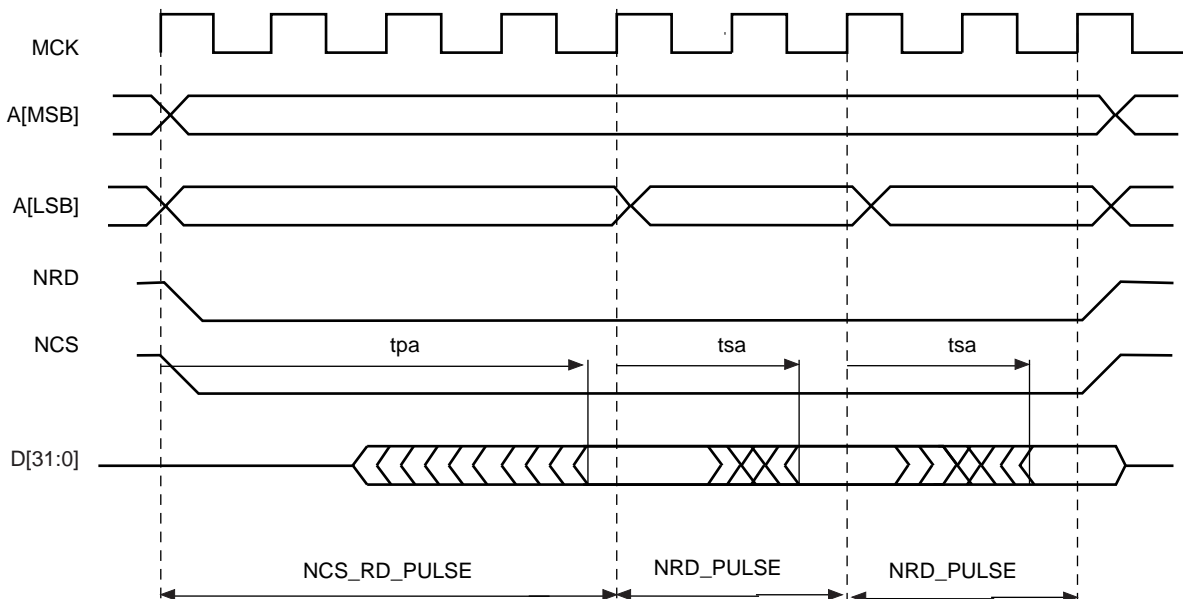 MCK
A[MSB]
A[LSB]
NRD
NCS
tpa
tsa
tsa
D[31:0]
NCS_RD_PULSE
NRD_PULSE
NRD_PULSE